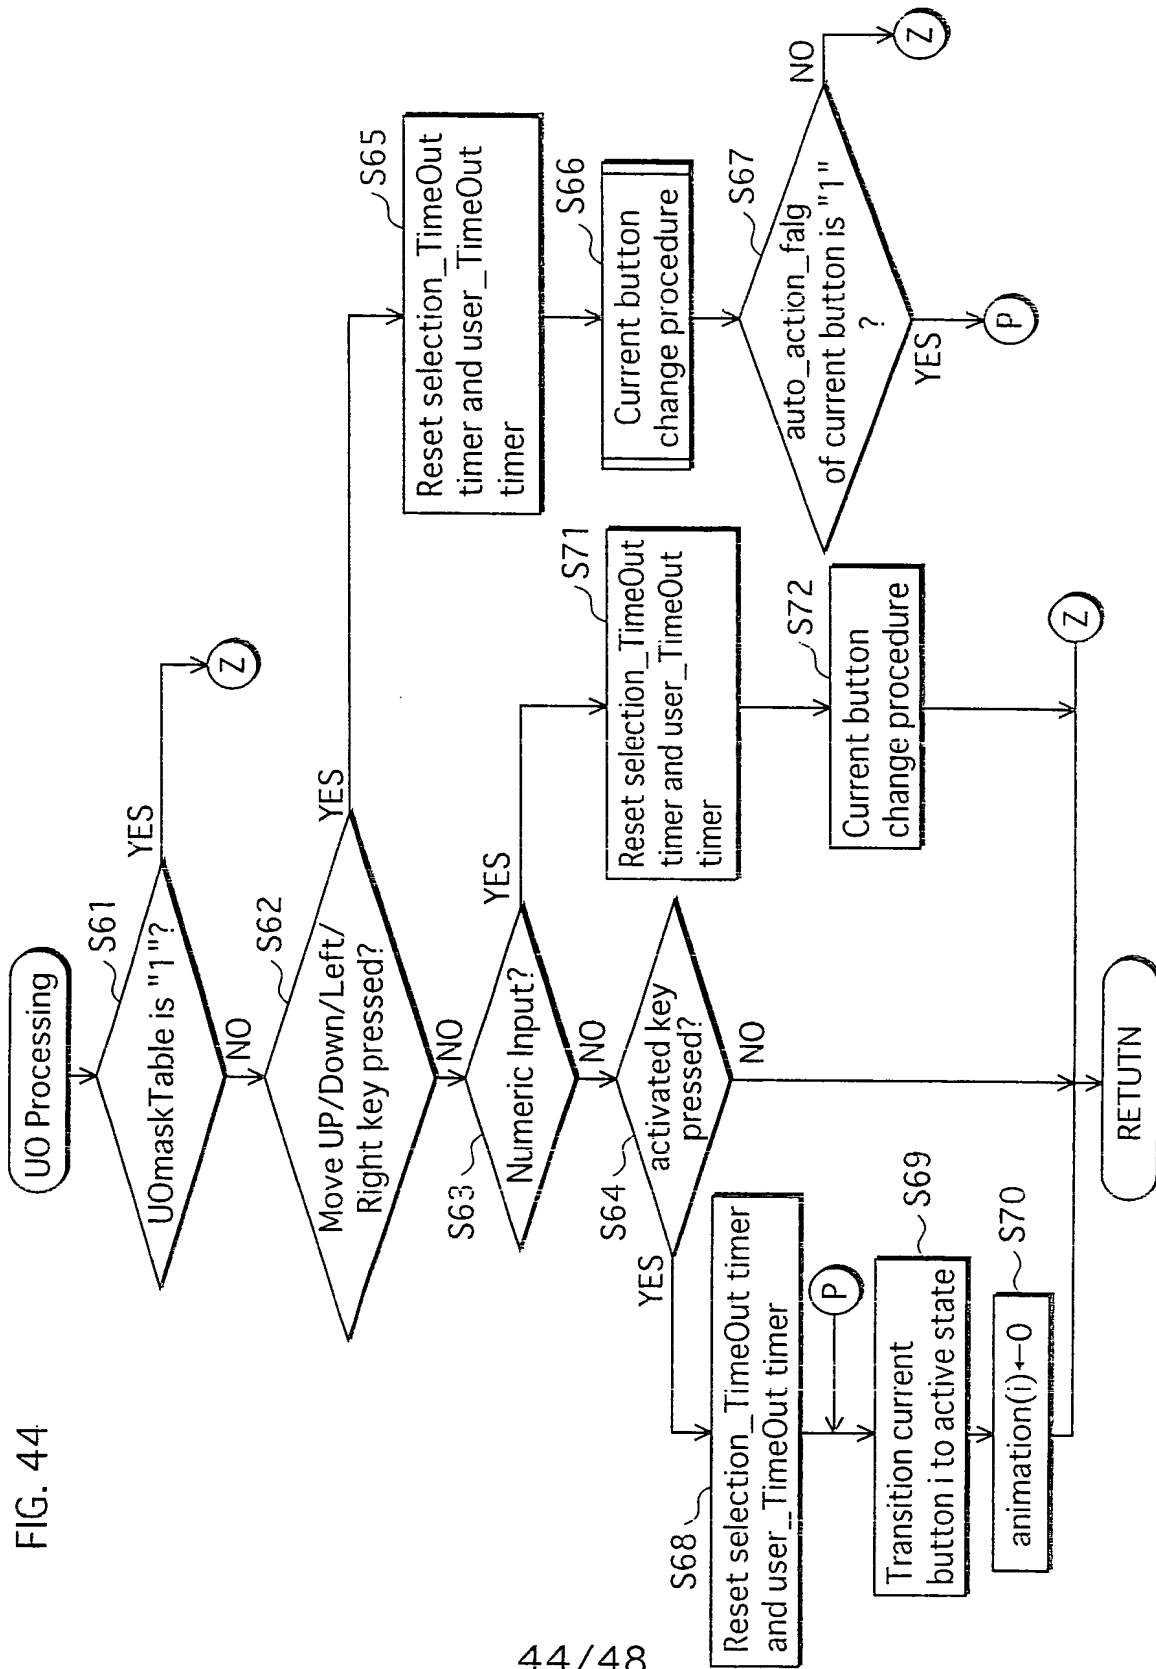 FIG. 44
UO Processing
S61
UOmaskTable is "1"?
YES
Z
NO
S62
Move UP/Down/Left/
Right key pressed?
YES
NO
S63
Numeric Input?
YES
NO
S64
activated key
pressed?
YES
NO
S65
Reset selection_TimeOut
timer and user_TimeOut
timer
S66
Current button
change procedure
S67
auto_action_falg
of current button is "1"
?
NO
Z
YES
P
S71
Reset selection_TimeOut
timer and user_TimeOut
timer
S72
Current button
change procedure
Z
S68
Reset selection_TimeOut timer
and user_TimeOut timer
P
S69
Transition current
button i to active state
S70
animation(i)←0
RETUTN
44/48